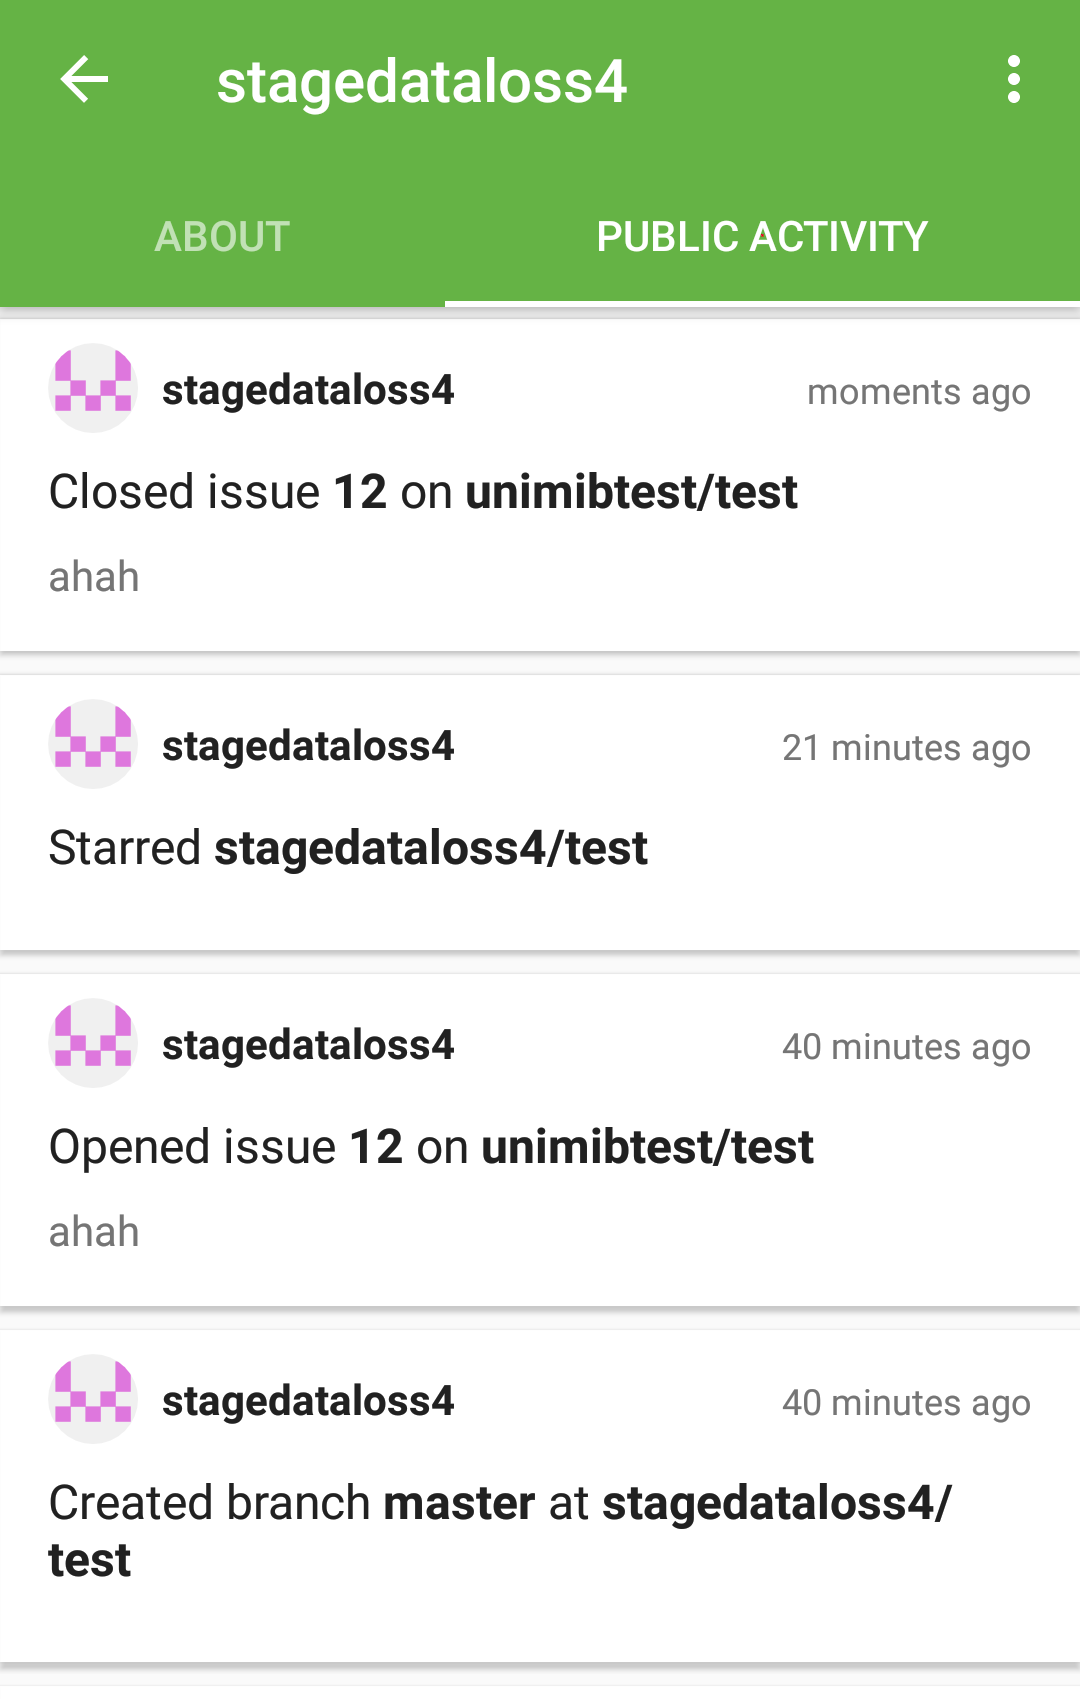 stagedataloss4
ABOUT
PUBLIC ACTIVITY
stagedataloss4
moments ago
Closed issue 12 on unimibtest/test
ahah
stagedataloss4
21 minutes ago
Starred stagedataloss4/test
stagedataloss4
40 minutes ago
Opened issue 12 on unimibtest/test
ahah
stagedataloss4
40 minutes ago
Created branch master at stagedataloss4/
test